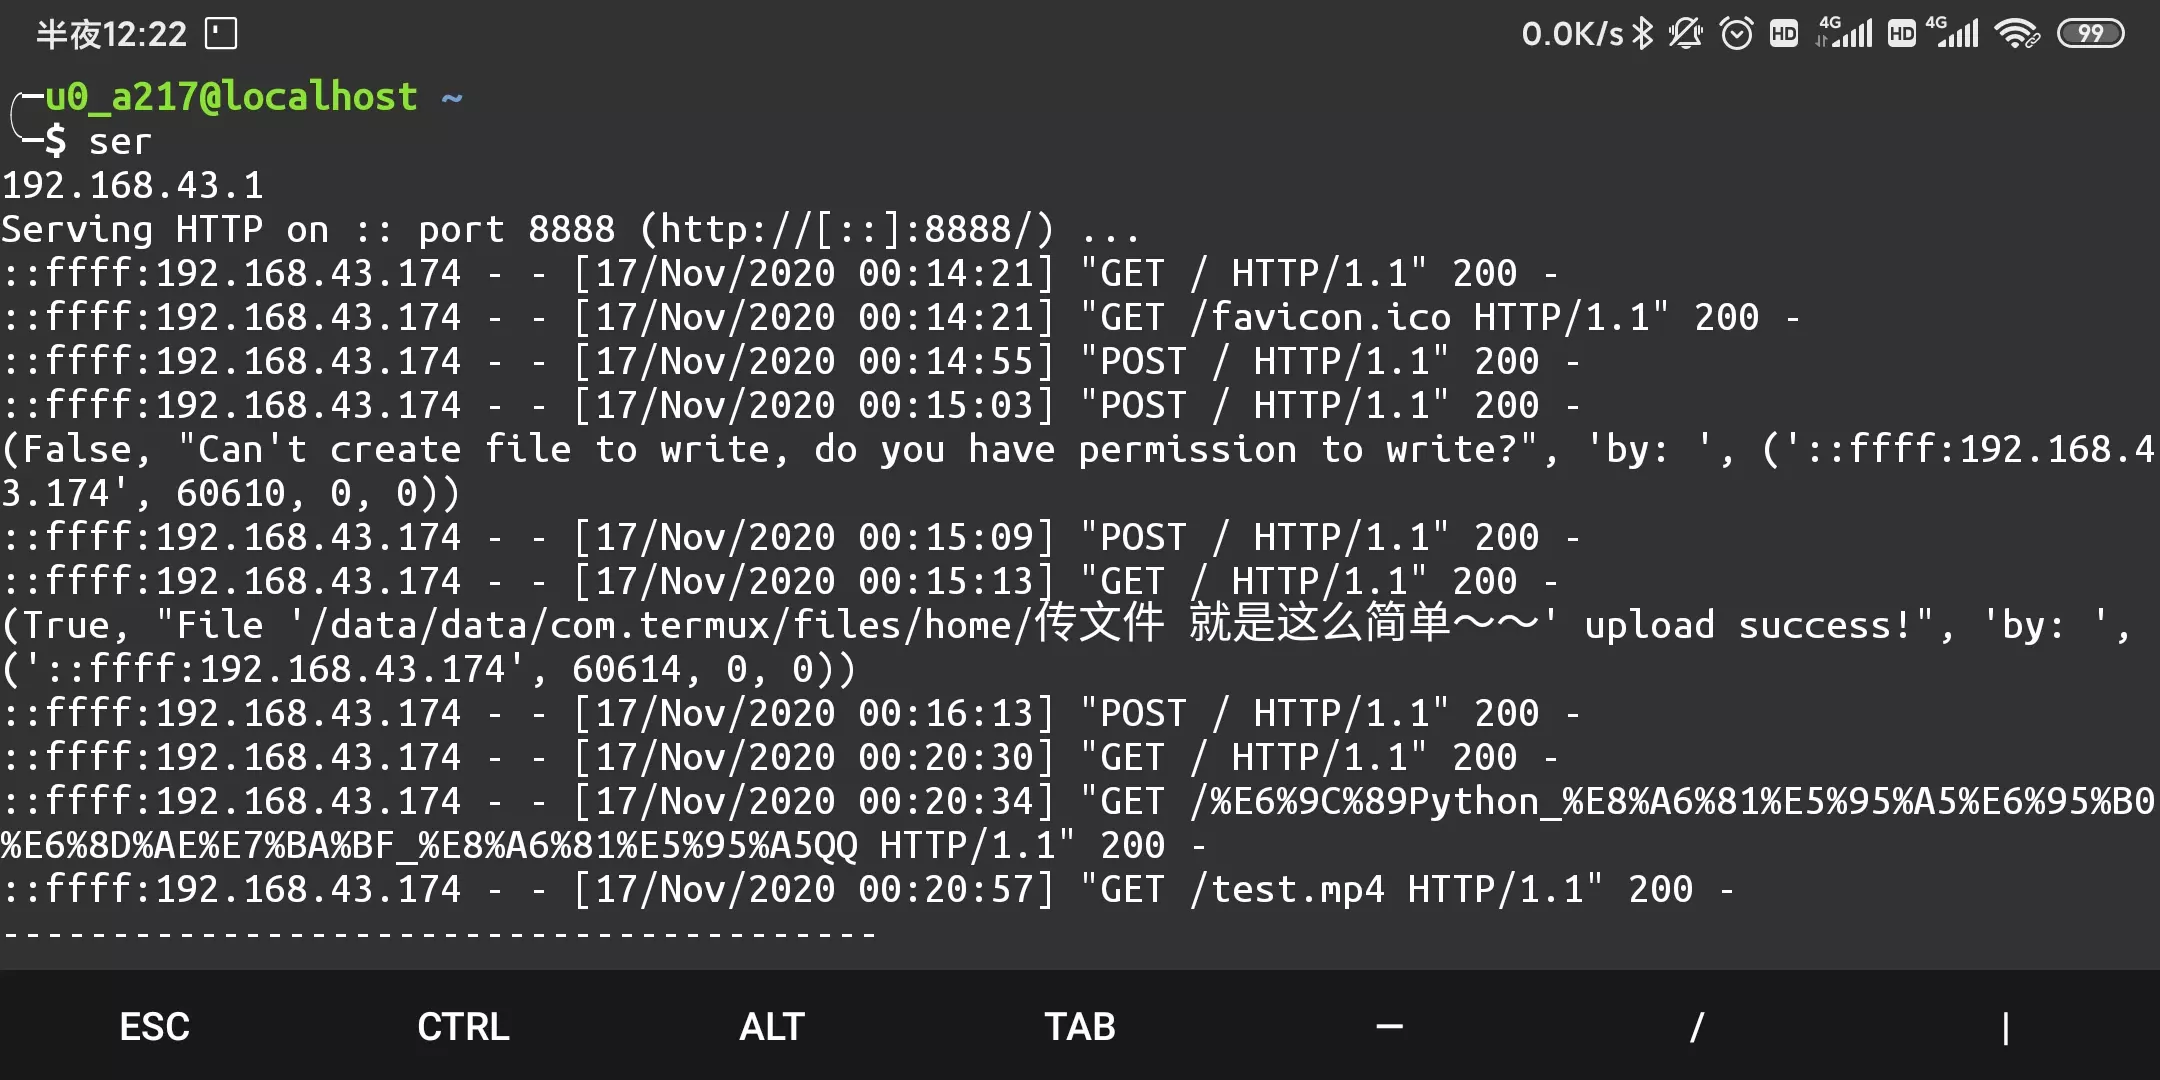 半夜12:22 0.0K/s HD 4G HD 4G 99
u0_a217@localhost ~
$ ser
192.168.43.1
Serving HTTP on :: port 8888 (http://[::]:8888/) ...
::ffff:192.168.43.174 - - [17/Nov/2020 00:14:21] "GET / HTTP/1.1" 200 -
::ffff:192.168.43.174 - - [17/Nov/2020 00:14:21] "GET /favicon.ico HTTP/1.1" 200 -
::ffff:192.168.43.174 - - [17/Nov/2020 00:14:55] "POST / HTTP/1.1" 200 -
::ffff:192.168.43.174 - - [17/Nov/2020 00:15:03] "POST / HTTP/1.1" 200 -
(False, "Can't create file to write, do you have permission to write?", 'by: ', ('::ffff:192.168.4
3.174', 60610, 0, 0))
::ffff:192.168.43.174 - - [17/Nov/2020 00:15:09] "POST / HTTP/1.1" 200 -
::ffff:192.168.43.174 - - [17/Nov/2020 00:15:13] "GET / HTTP/1.1" 200 -
(True, "File '/data/data/com.termux/files/home/传文件 就是这么简单～～' upload success!", 'by: ',
('::ffff:192.168.43.174', 60614, 0, 0))
::ffff:192.168.43.174 - - [17/Nov/2020 00:16:13] "POST / HTTP/1.1" 200 -
::ffff:192.168.43.174 - - [17/Nov/2020 00:20:30] "GET / HTTP/1.1" 200 -
::ffff:192.168.43.174 - - [17/Nov/2020 00:20:34] "GET /%E6%9C%89Python_%E8%A6%81%E5%95%A5%E6%95%B0
%E6%8D%AE%E7%BA%BF_%E8%A6%81%E5%95%A5QQ HTTP/1.1" 200 -
::ffff:192.168.43.174 - - [17/Nov/2020 00:20:57] "GET /test.mp4 HTTP/1.1" 200 -
----------------------------------------
ESC CTRL ALT TAB — / |